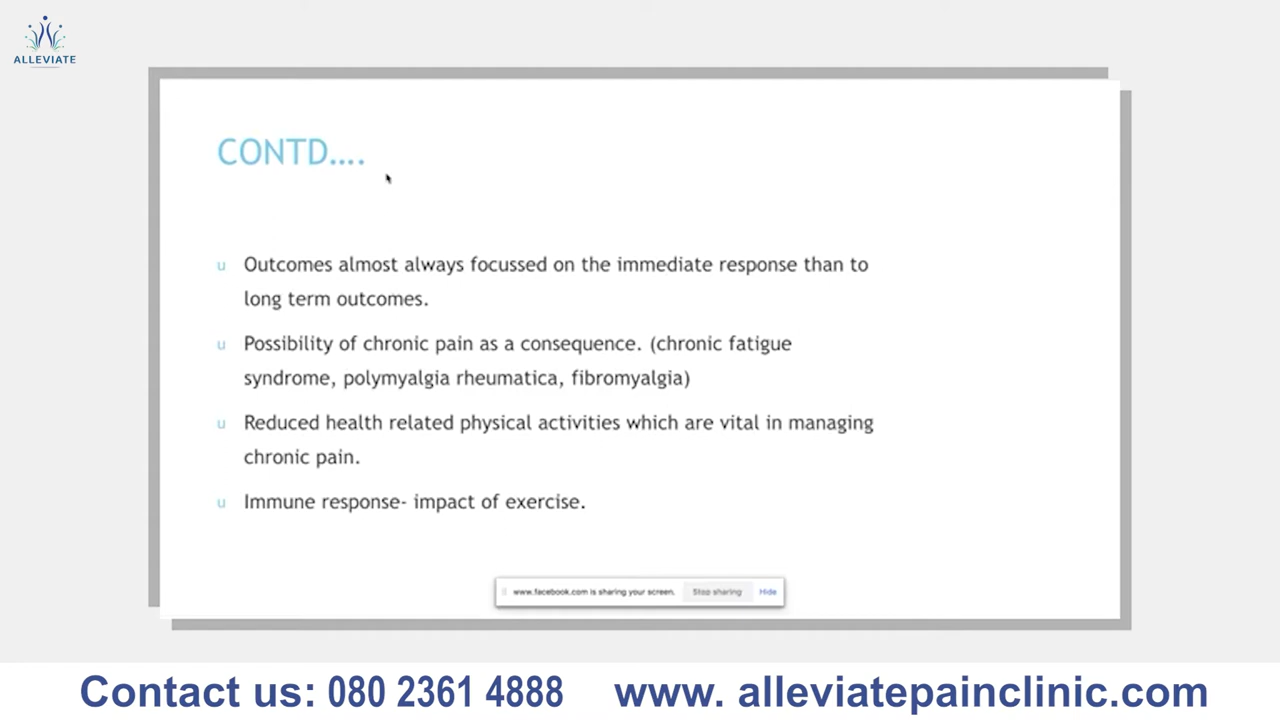 ALLEVIATE
CONTD....
u Outcomes almost always focussed on the immediate response than to
long term outcomes.
u Possibility of chronic pain as a consequence. (chronic fatigue
syndrome, polymyalgia rheumatica, fibromyalgia)
u Reduced health related physical activities which are vital in managing
chronic pain.
u Immune response- impact of exercise.
www.facebook.com is sharing your screen. Stop sharing Hide
Contact us: 080 2361 4888 www. alleviatepainclinic.com